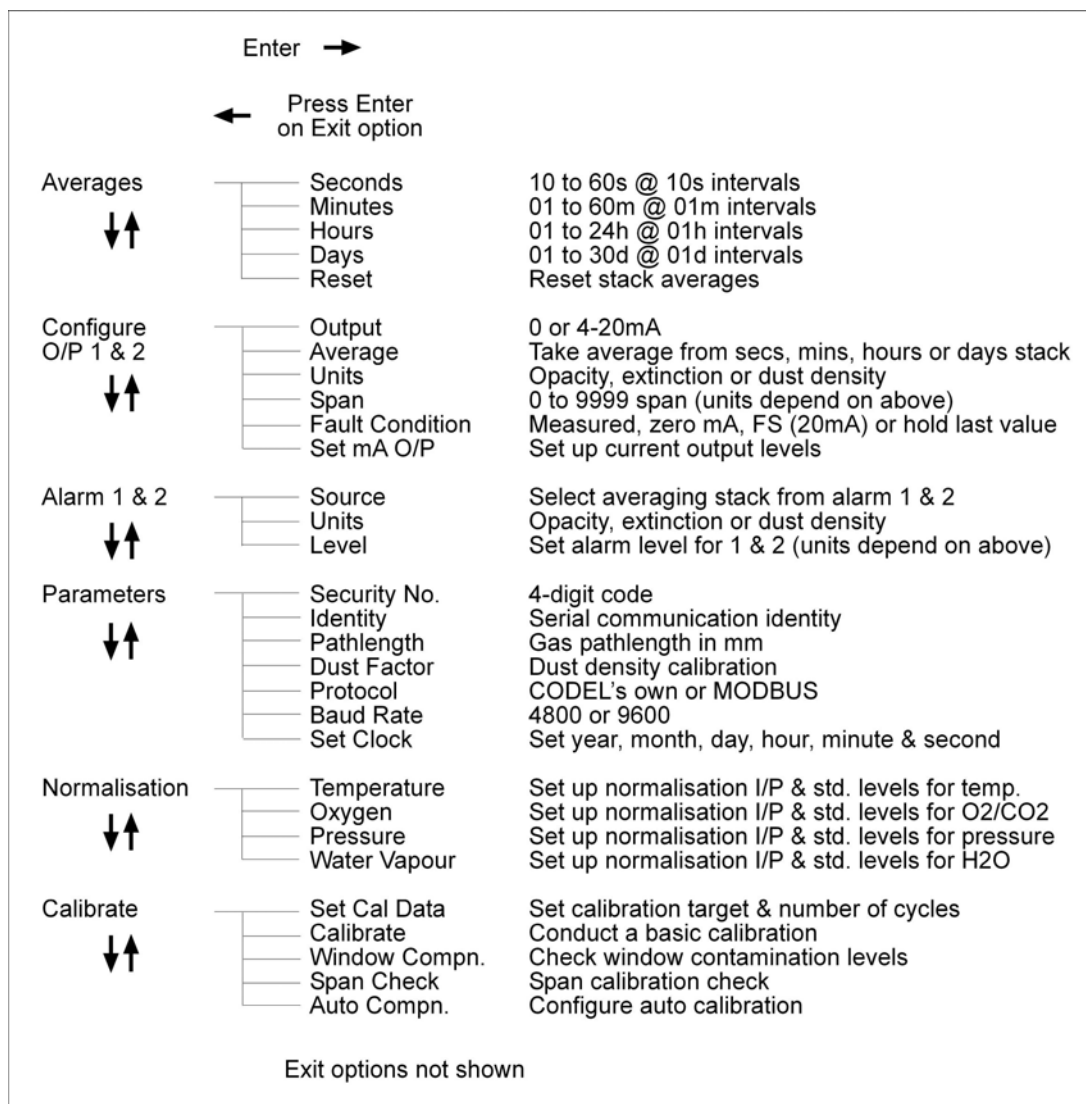 Enter
Press Enter
on Exit option
Averages Seconds 10 to 60s @ 10s intervals
Minutes 01 to 60m @ 01m intervals
Hours 01 to 24h @ 01h intervals
Days 01 to 30d @ 01d intervals
Reset Reset stack averages
Configure Output 0 or 4-20mA
O/P 1 & 2 Average Take average from secs, mins, hours or days stack
Units Opacity, extinction or dust density
Span 0 to 9999 span (units depend on above)
Fault Condition Measured, zero mA, FS (20mA) or hold last value
Set mA O/P Set up current output levels
Alarm 1 & 2 Source Select averaging stack from alarm 1 & 2
Units Opacity, extinction or dust density
Level Set alarm level for 1 & 2 (units depend on above)
Parameters Security No. 4-digit code
Identity Serial communication identity
Pathlength Gas pathlength in mm
Dust Factor Dust density calibration
Protocol CODEL's own or MODBUS
Baud Rate 4800 or 9600
Set Clock Set year, month, day, hour, minute & second
Normalisation Temperature Set up normalisation I/P & std. levels for temp.
Oxygen Set up normalisation I/P & std. levels for O2/CO2
Pressure Set up normalisation I/P & std. levels for pressure
Water Vapour Set up normalisation I/P & std. levels for H2O
Calibrate Set Cal Data Set calibration target & number of cycles
Calibrate Conduct a basic calibration
Window Compn. Check window contamination levels
Span Check Span calibration check
Auto Compn. Configure auto calibration
Exit options not shown